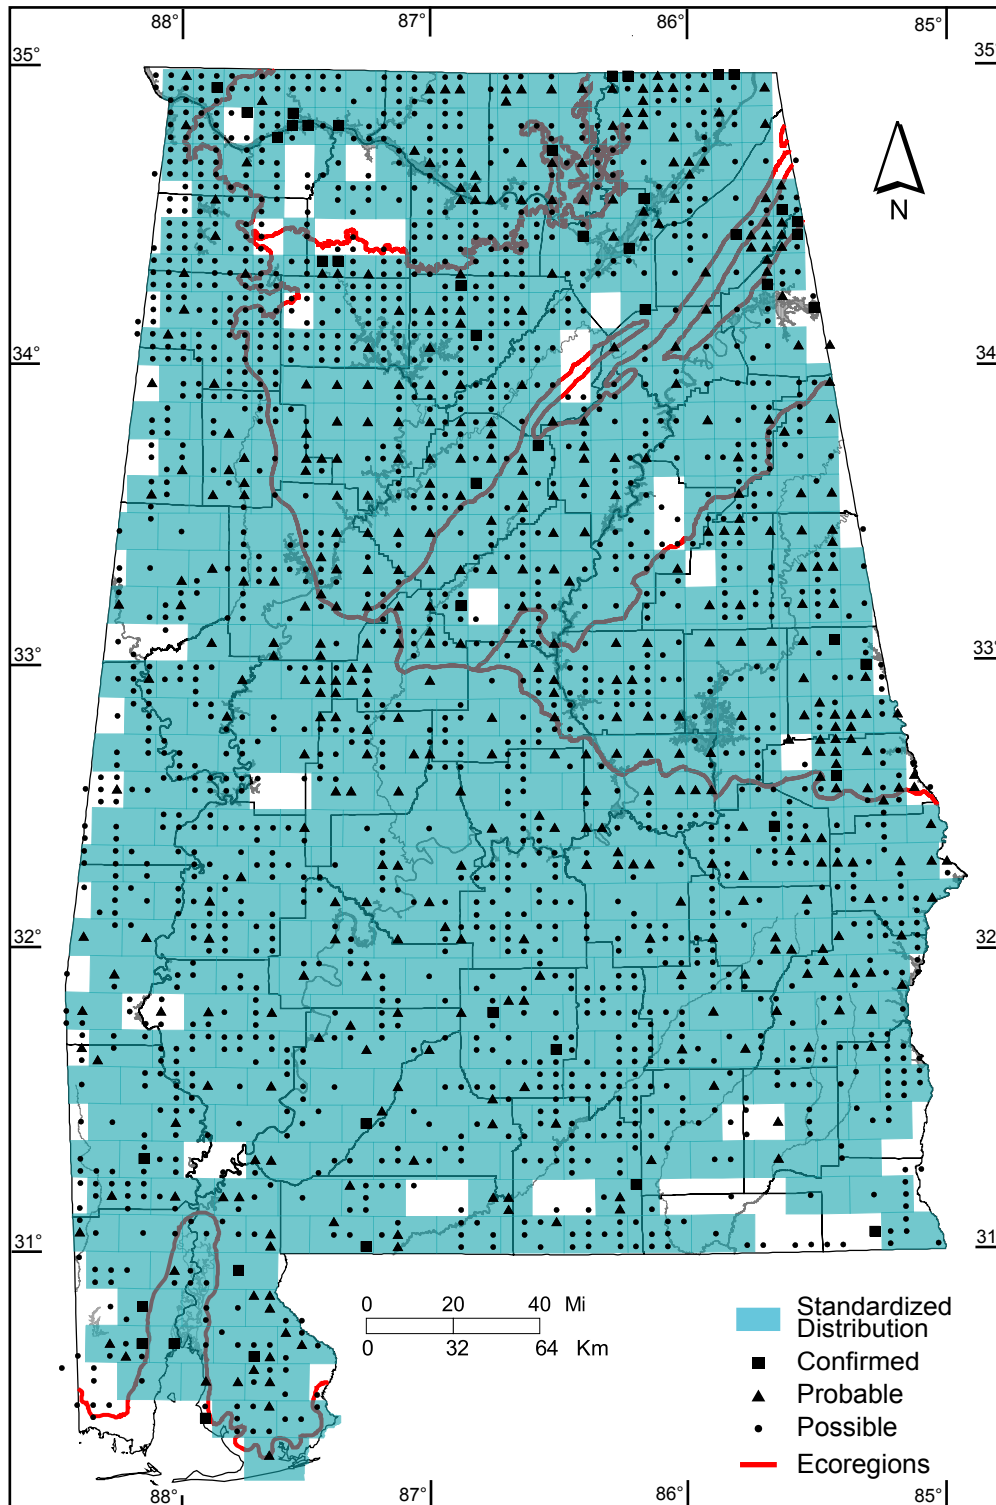 88° 87° 86° 85°
35° 35°
N
34° 34
33° 33
32° 32
31° 31
0 20 40 Mi
0 32 64 Km
Standardized
Distribution
Confirmed
Probable
Possible
Ecoregions
88° 87° 86° 85°